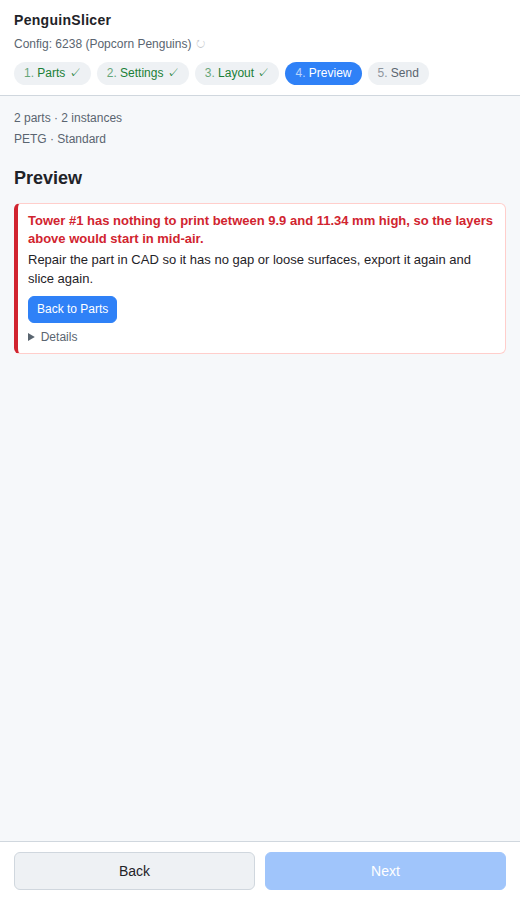 PenguinSlicer
Config: 6238 (Popcorn Penguins)
1. Parts ✓
2. Settings ✓
3. Layout ✓
4. Preview
5. Send
2 parts · 2 instances
PETG · Standard
Preview
Tower #1 has nothing to print between 9.9 and 11.34 mm high, so the layers
above would start in mid-air.
Repair the part in CAD so it has no gap or loose surfaces, export it again and
slice again.
Back to Parts
Details
Back
Next